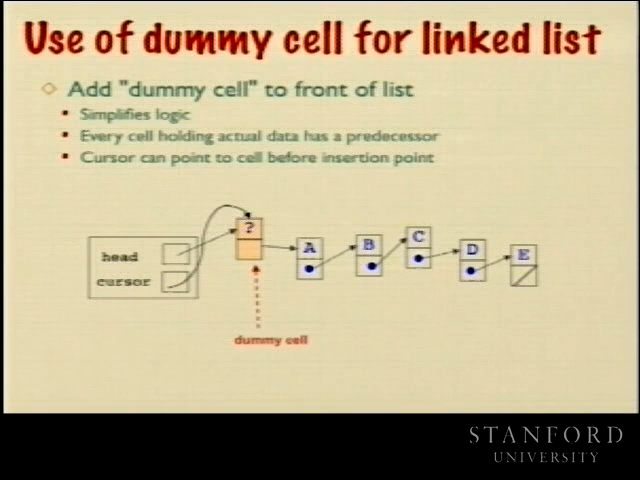 Use of dummy cell for linked list
Add "dummy cell" to front of list
Simplifies logic
Every cell holding actual data has a predecessor
Cursor can point to cell before insertion point
?
A
B
C
D
E
head
cursor
dummy cell
STANFORD
UNIVERSITY